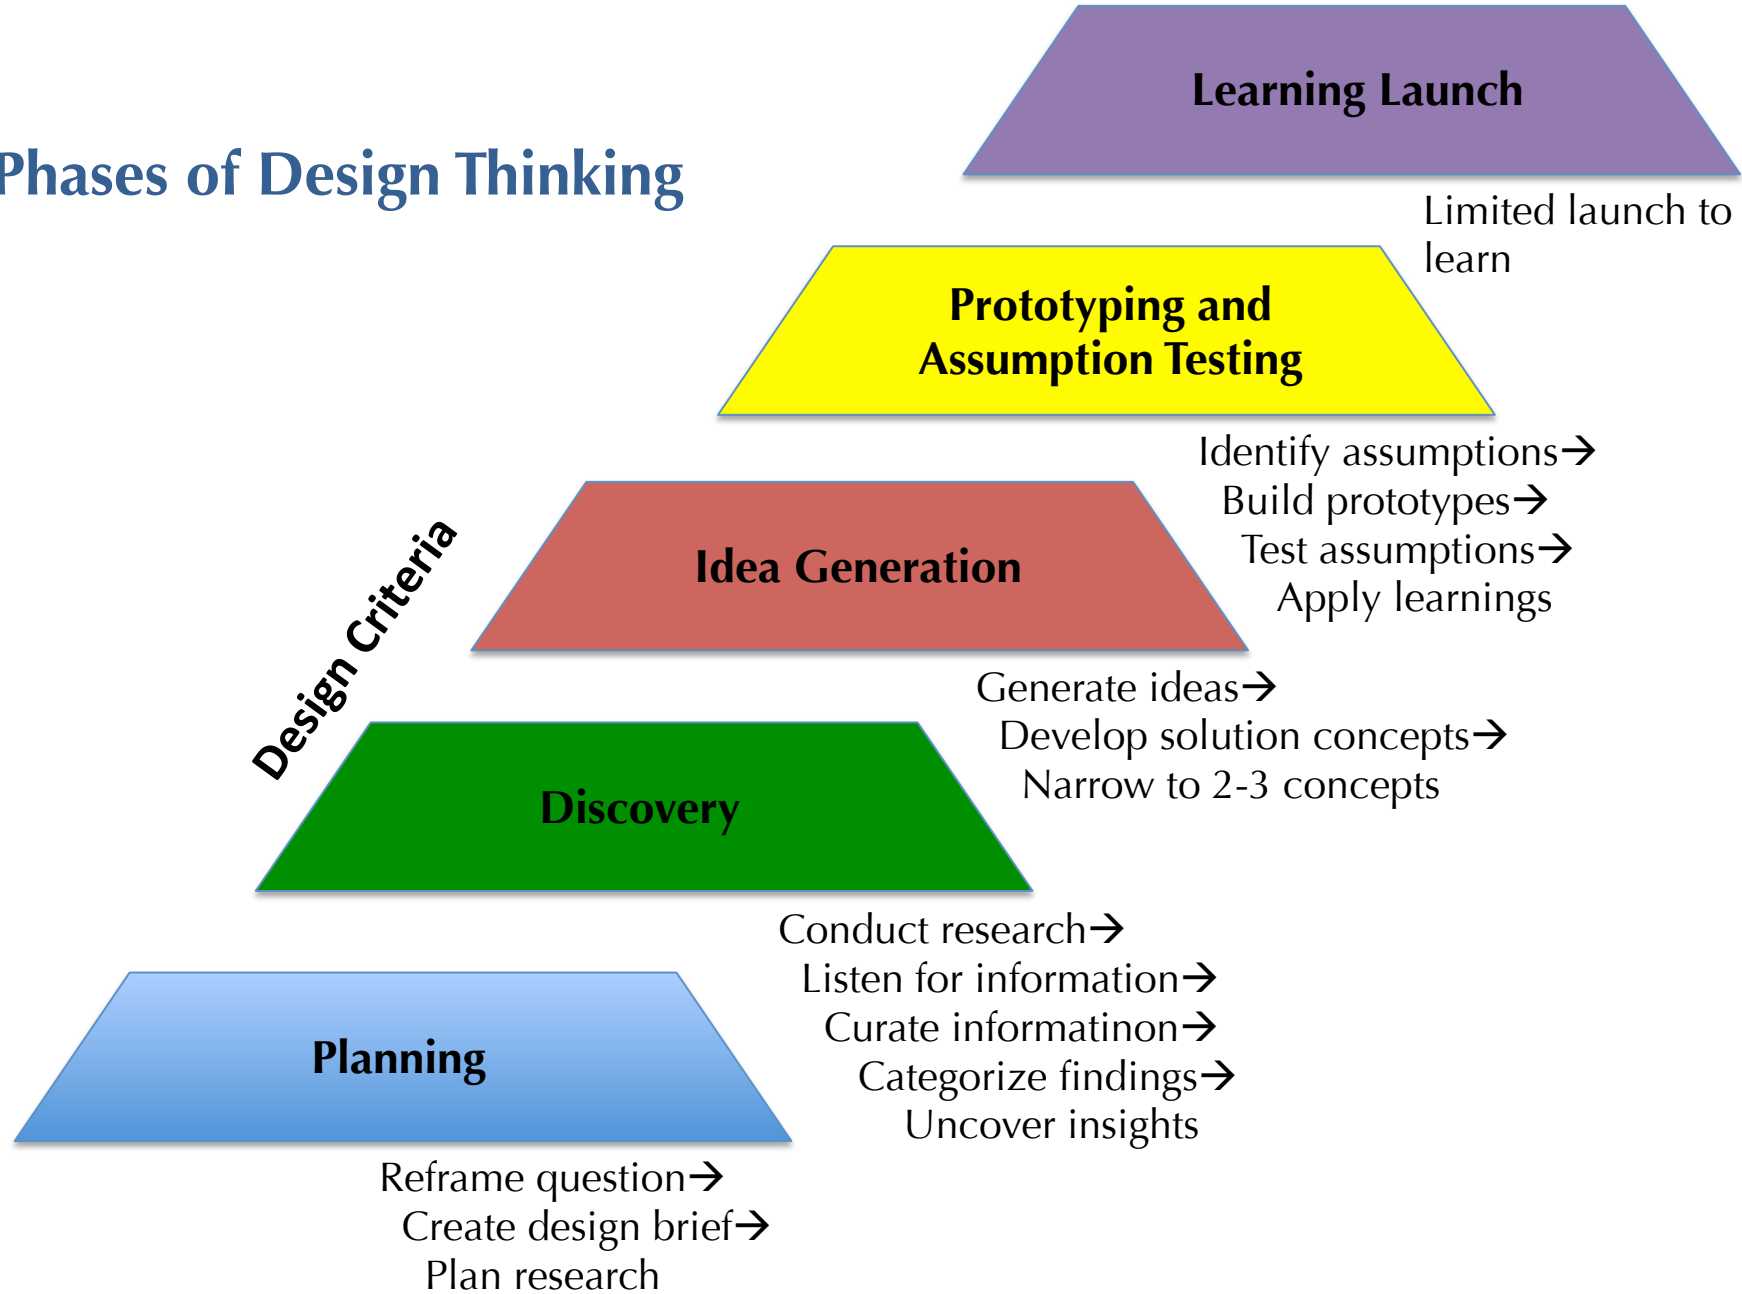 Learning Launch
Phases of Design Thinking
Limited launch to
learn
Prototyping and
Assumption Testing
Identify assumptions→
Build prototypes→
Test assumptions→
Apply learnings
Idea Generation
Design Criteria
Generate ideas→
Develop solution concepts→
Narrow to 2-3 concepts
Discovery
Conduct research→
Listen for information→
Curate informatinon→
Categorize findings→
Uncover insights
Planning
Reframe question→
Create design brief→
Plan research